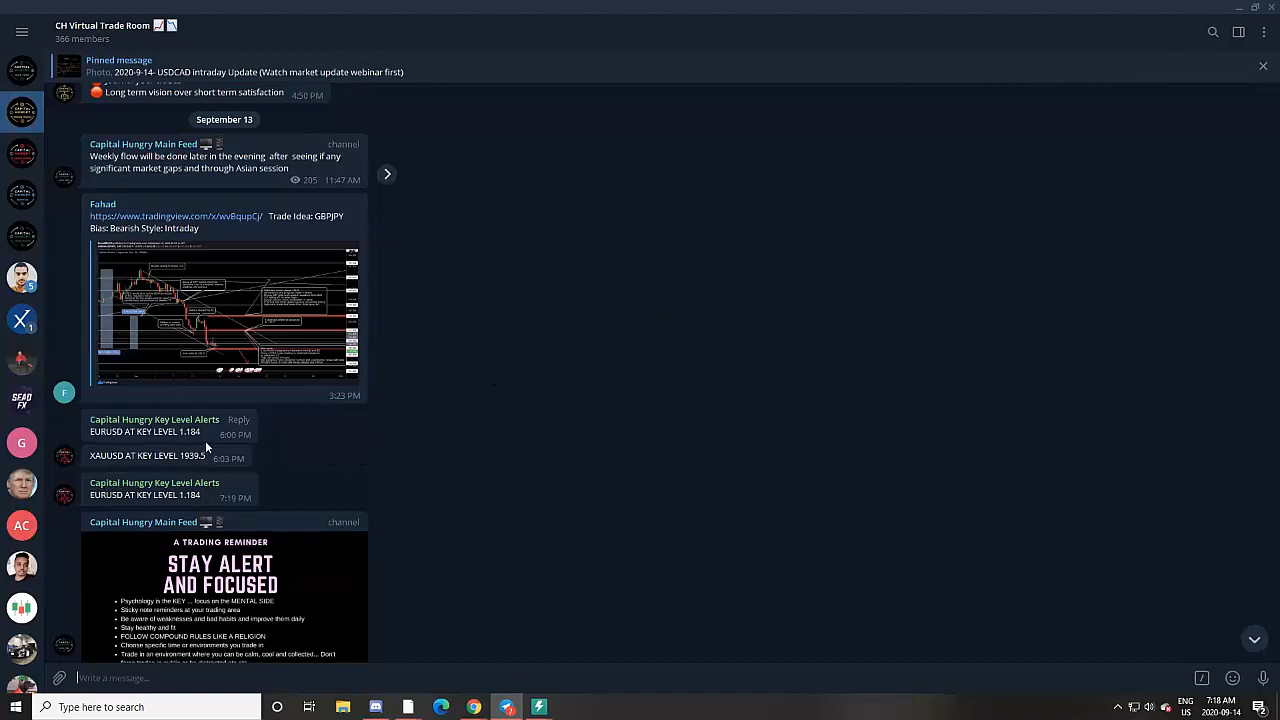 CH Virtual Trade Room
366 members
Pinned message
Photo, 2020-9-14- USDCAD Intraday Update (Watch market update webinar first)
Long term vision over short term satisfaction
4:50 PM
September 13
Capital Hungry Main Feed
channel
Weekly flow will be done later in the evening after seeing if any
significant market gaps and through Asian session
205 11:47 AM
Fahad
https://www.tradingview.com/x/wvBqupCj/ Trade Idea: GBPJPY
Bias: Bearish Style: Intraday
F
3:23 PM
Capital Hungry Key Level Alerts
Reply
EURUSD AT KEY LEVEL 1.184
6:00 PM
XAUUSD AT KEY LEVEL 1939.5
6:03 PM
Capital Hungry Key Level Alerts
EURUSD AT KEY LEVEL 1.184
7:19 PM
Capital Hungry Main Feed
channel
A TRADING REMINDER
STAY ALERT
AND FOCUSED
Psychology is the KEY ... focus on the MENTAL SIDE
Sticky note reminders at your trading area
Be aware of weaknesses and bad habits and improve them daily
Stay healthy and fit
FOLLOW COMPOUND RULES LIKE A RELIGION
Choose specific time or environments you trade in
Trade in an environment where you can be calm, cool and collected... Don't
5
X
1
SEAD
FX
G
AC
Write a message...
Type here to search
7
ENG
US
7:18 AM
2020-09-14
2